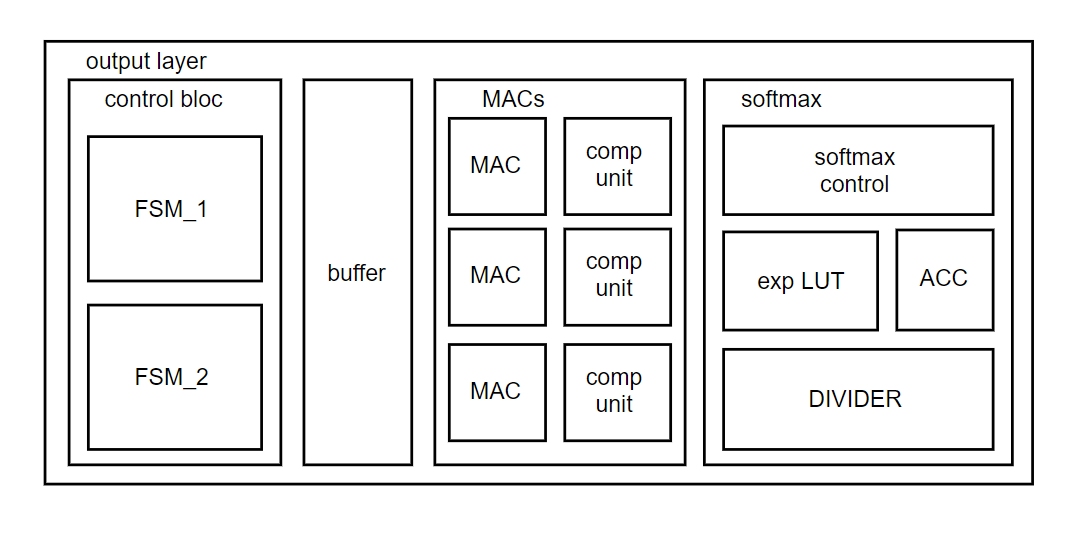 output layer
control bloc
FSM_1
FSM_2
buffer
MACs
MAC
comp
unit
MAC
comp
unit
MAC
comp
unit
softmax
softmax
control
exp LUT
ACC
DIVIDER